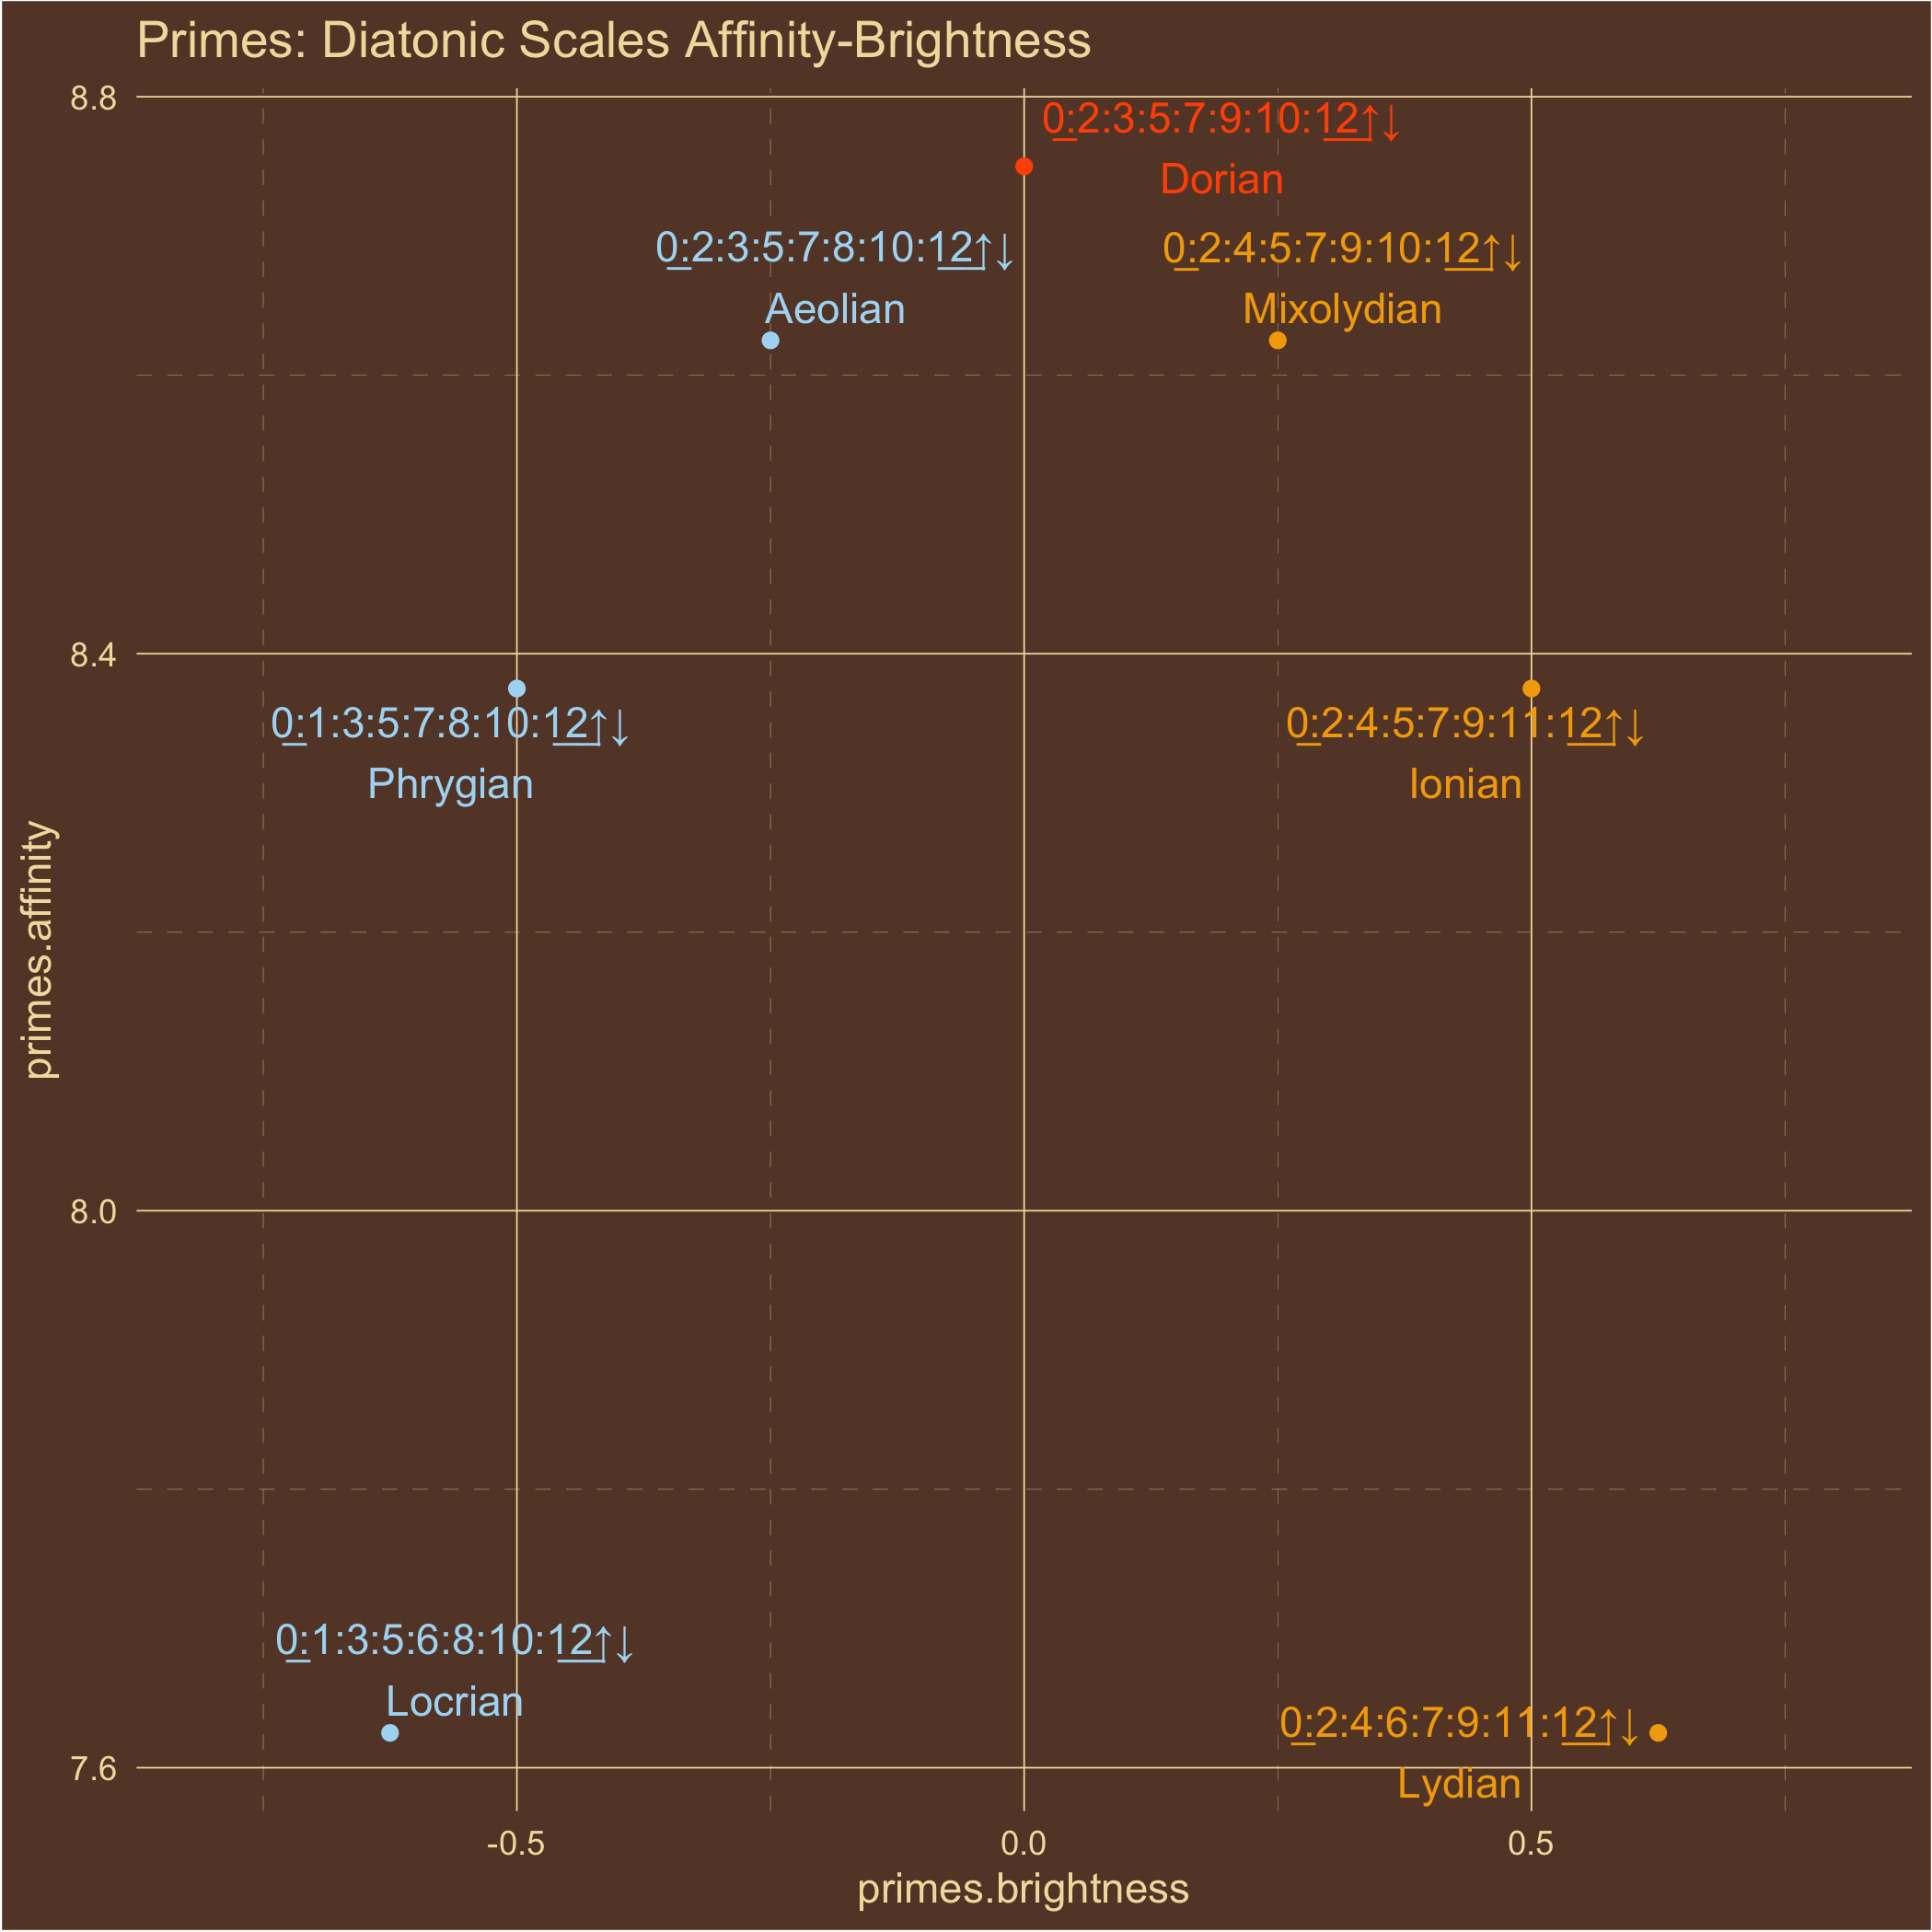 Primes: Diatonic Scales Affinity-Brightness
8.8
0:2:3:5:7:9:10:12↑↓
Dorian
0:2:3:5:7:8:10:12↑↓
Aeolian
0:2:4:5:7:9:10:12↑↓
Mixolydian
8.4
0:1:3:5:7:8:10:12↑↓
Phrygian
0:2:4:5:7:9:11:12↑↓
Ionian
primes.affinity
8.0
0:1:3:5:6:8:10:12↑↓
Locrian
0:2:4:6:7:9:11:12↑↓
Lydian
7.6
-0.5
0.0
0.5
primes.brightness